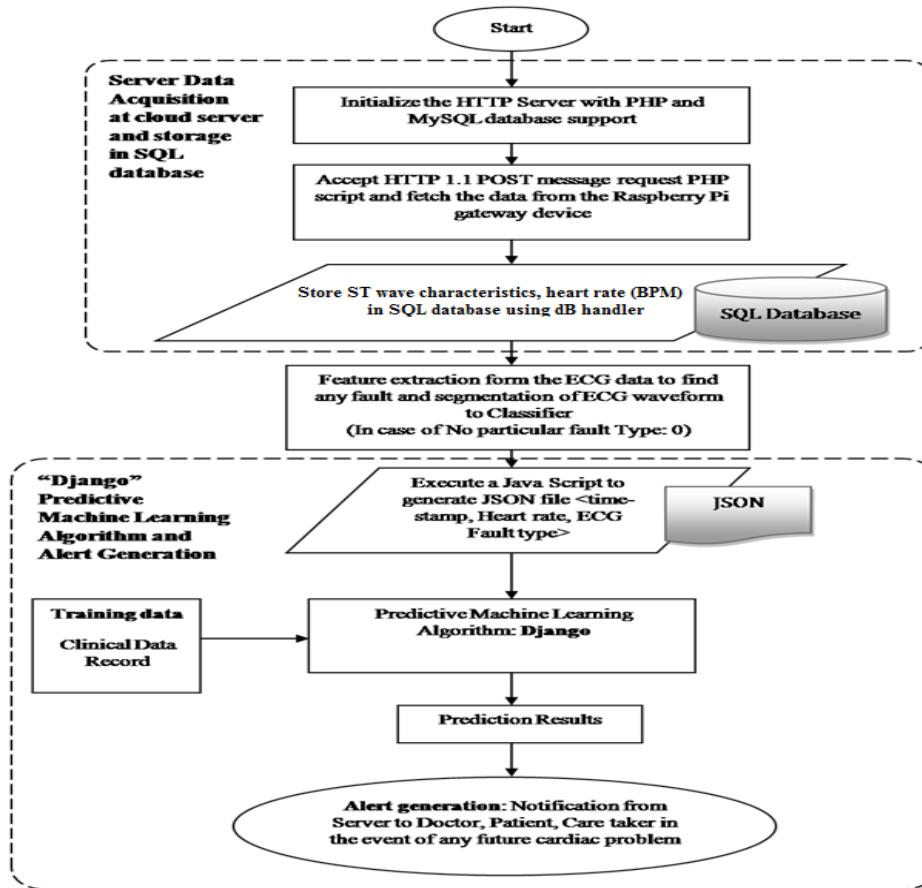 Start
Server Data
Acquisition
at cloud server
and storage
in SQL
database
Initialize the HTTP Server with PHP and
MySQL database support
Accept HTTP 1.1 POST message request PHP
script and fetch the data from the Raspberry Pi
gateway device
Store ST wave characteristics, heart rate (BPM)
in SQL database using dB handler
SQL Database
Feature extraction form the ECG data to find
any fault and segmentation of ECG waveform
to Classifier
(In case of No particular fault Type: 0)
“Django”
Predictive
Machine Learning
Algorithm and
Alert Generation
Execute a Java Script to
generate JSON file <time-
stamp, Heart rate, ECG
Fault type>
JSON
Training data
Clinical Data
Record
Predictive Machine Learning
Algorithm: Django
Prediction Results
Alert generation: Notification from
Server to Doctor, Patient, Care taker in
the event of any future cardiac problem